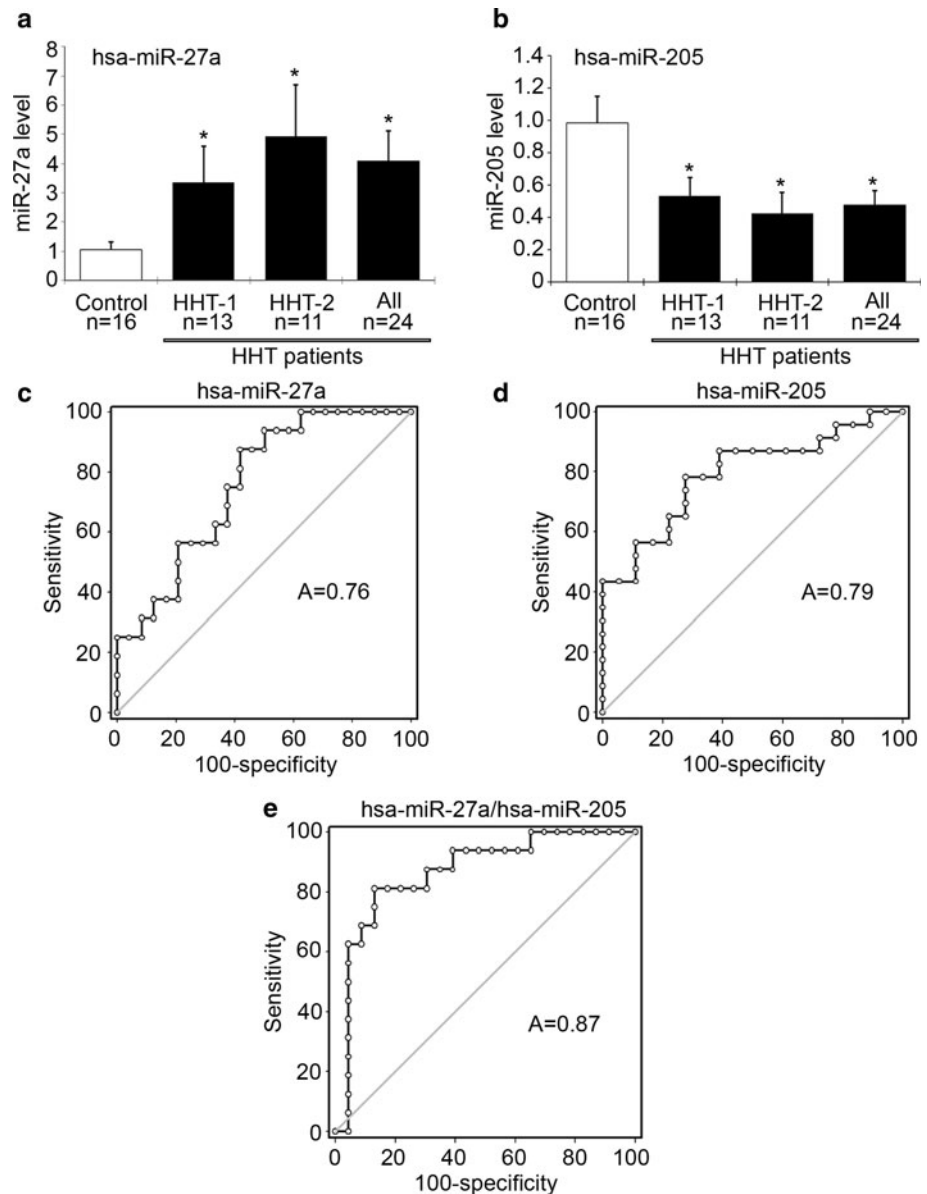 a
hsa-miR-27a
miR-27a level
8
7
6
5
4
3
2
1
0
*
*
*
Control HHT-1 HHT-2 All
n=16 n=13 n=11 n=24
HHT patients
b
hsa-miR-205
miR-205 level
1.4
1.2
1.0
0.8
0.6
0.4
0.2
0
*
*
*
Control HHT-1 HHT-2 All
n=16 n=13 n=11 n=24
HHT patients
c
hsa-miR-27a
Sensitivity
100
80
60
40
20
0
A=0.76
0 20 40 60 80 100
100-specificity
d
hsa-miR-205
Sensitivity
100
80
60
40
20
0
A=0.79
0 20 40 60 80 100
100-specificity
e
hsa-miR-27a/hsa-miR-205
Sensitivity
100
80
60
40
20
0
A=0.87
0 20 40 60 80 100
100-specificity